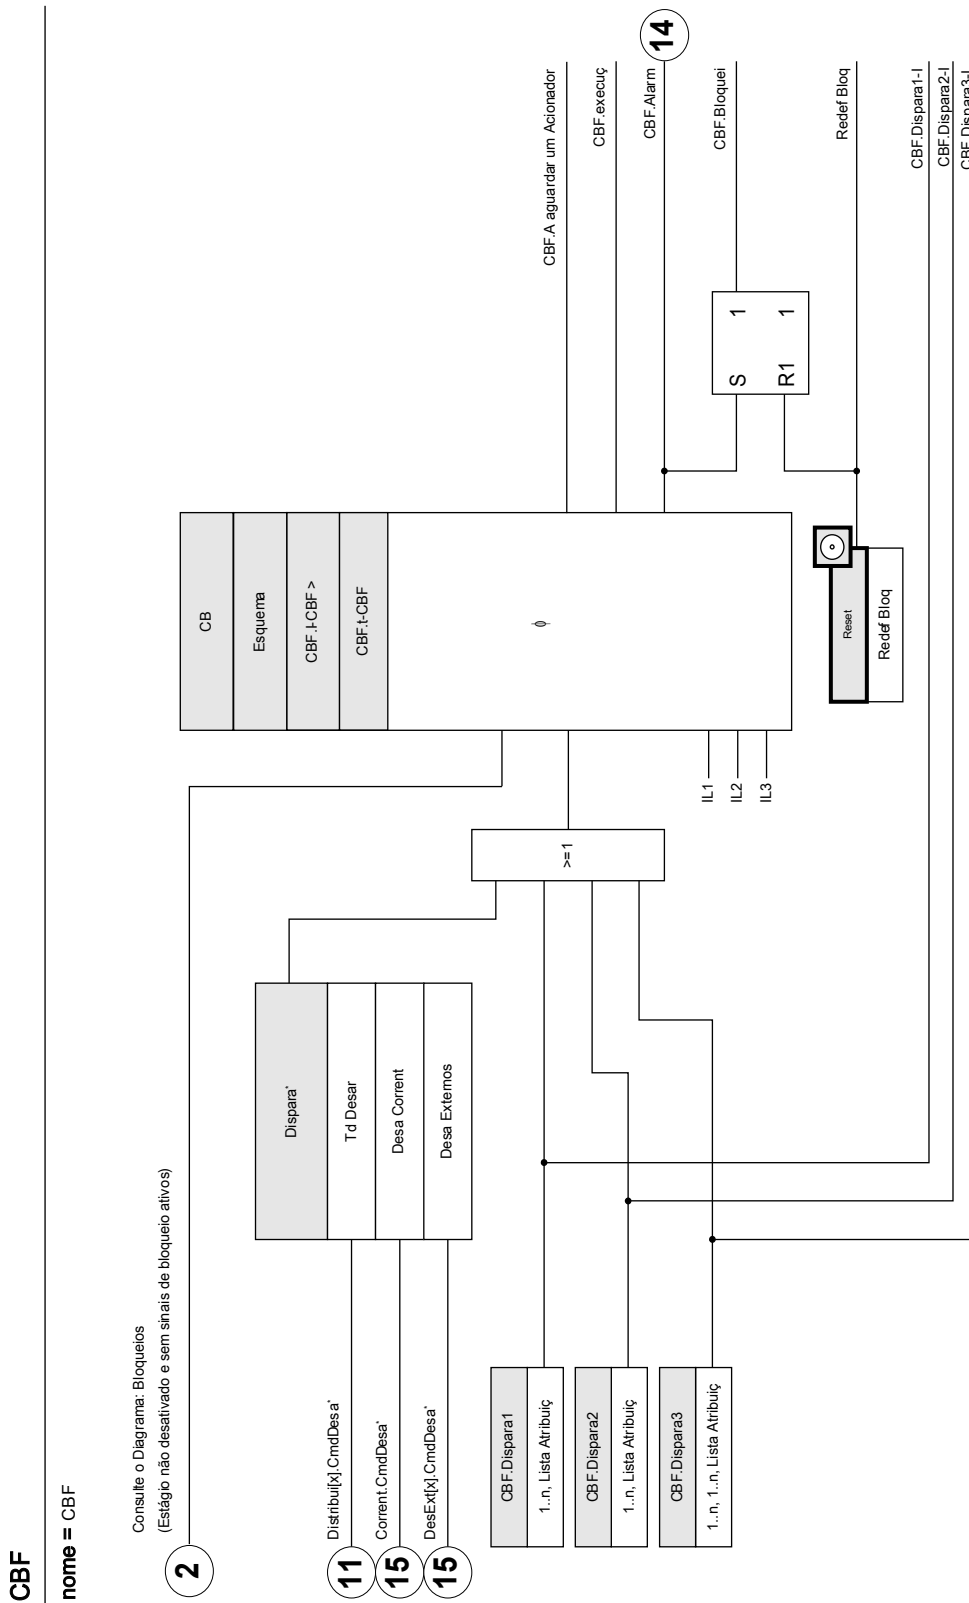 CBF
nome = CBF
Consulte o Diagrama: Bloqueios
(Estágio não desativado e sem sinais de bloqueio ativos)
2
Distribui[x].CmdDesa*
11
Corrent.CmdDesa*
15
DesExt[x].CmdDesa*
15
Dispara*
Td Desar
Desa Corrent
Desa Externos
CBF.Dispara1
1..n, Lista Atribuiç
CBF.Dispara2
1..n, Lista Atribuiç
CBF.Dispara3
1..n, 1..n, Lista Atribuiç
>=1
IL1
IL2
IL3
CB
Esquema
CBF.I-CBF >
CBF.t-CBF
ϕ
CBF.A aguardar um Acionador
CBF.execuç
CBF.Alarm
14
S 1
R1 1
CBF.Bloquei
Reset
Redef Bloq
Redef Bloq
CBF.Dispara1-I
CBF.Dispara2-I
CBF.Dispara3-I